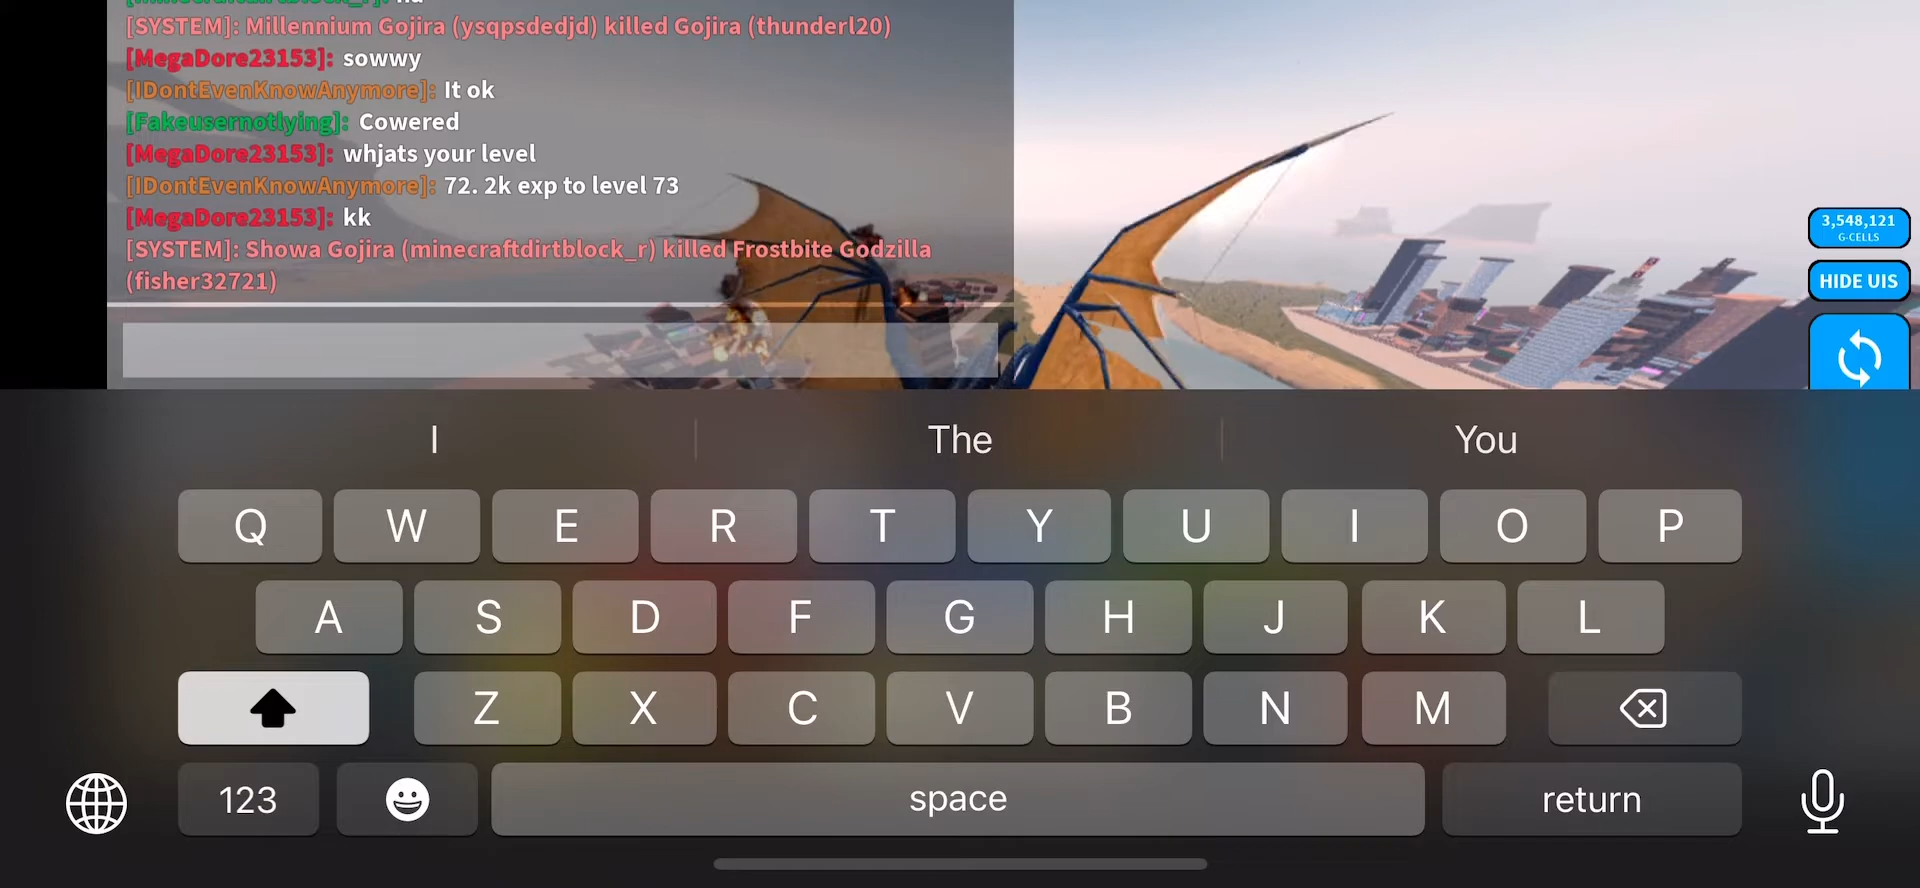 [SYSTEM]: Millennium Gojira (ysqpsdedjd) killed Gojira (thunderl20)
[MegaDore23153]: sowwy
[IDontEvenKnowAnymore]: It ok
[Fakeusernotlying]: Cowered
[MegaDore23153]: whjats your level
[IDontEvenKnowAnymore]: 72. 2k exp to level 73
[MegaDore23153]: kk
[SYSTEM]: Showa Gojira (minecraftdirtblock_r) killed Frostbite Godzilla
(fisher32721)
3,548,121
G-CELLS
HIDE UIS
I The You
Q W E R T Y U I O P
A S D F G H J K L
Z X C V B N M
123 space return